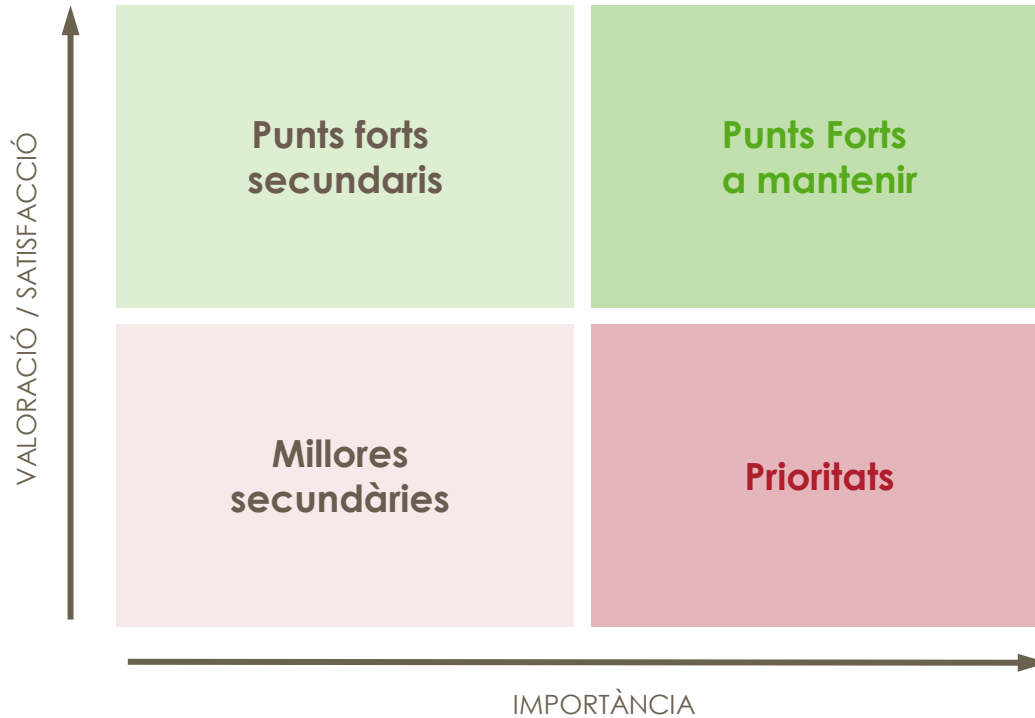 VALORACIÓ / SATISFACCIÓ
Punts forts
secundaris
Punts Forts
a mantenir
Millores
secundàries
Prioritats
IMPORTÀNCIA